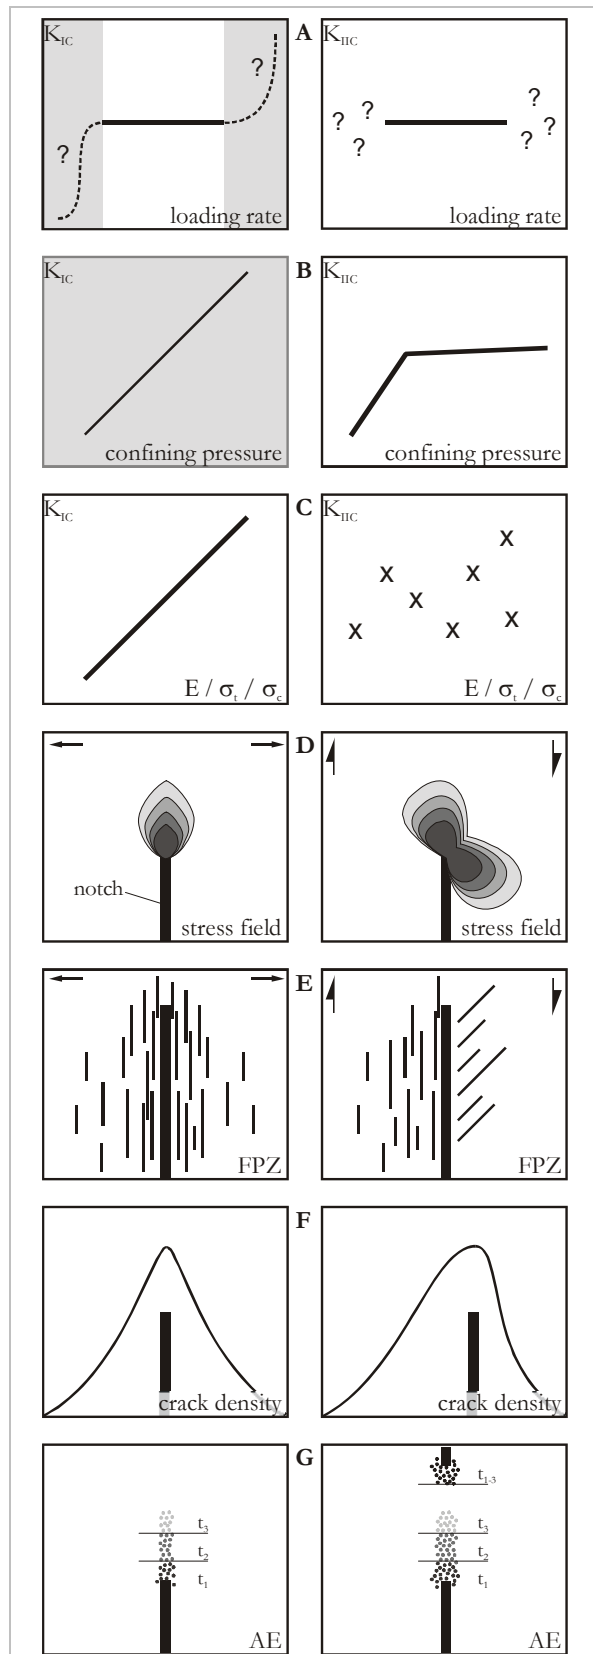 K_IC A K_IIC
? ?
loading rate
? ? ? ? ? ?
loading rate
K_IC B K_IIC
confining pressure
confining pressure
K_IC C K_IIC
x x x x x x x
E / σ_t / σ_c
E / σ_t / σ_c
D
notch
stress field
stress field
E
FPZ
FPZ
F
crack density
crack density
G
t_3
t_2
t_1
AE
t_1-3
t_3
t_2
t_1
AE